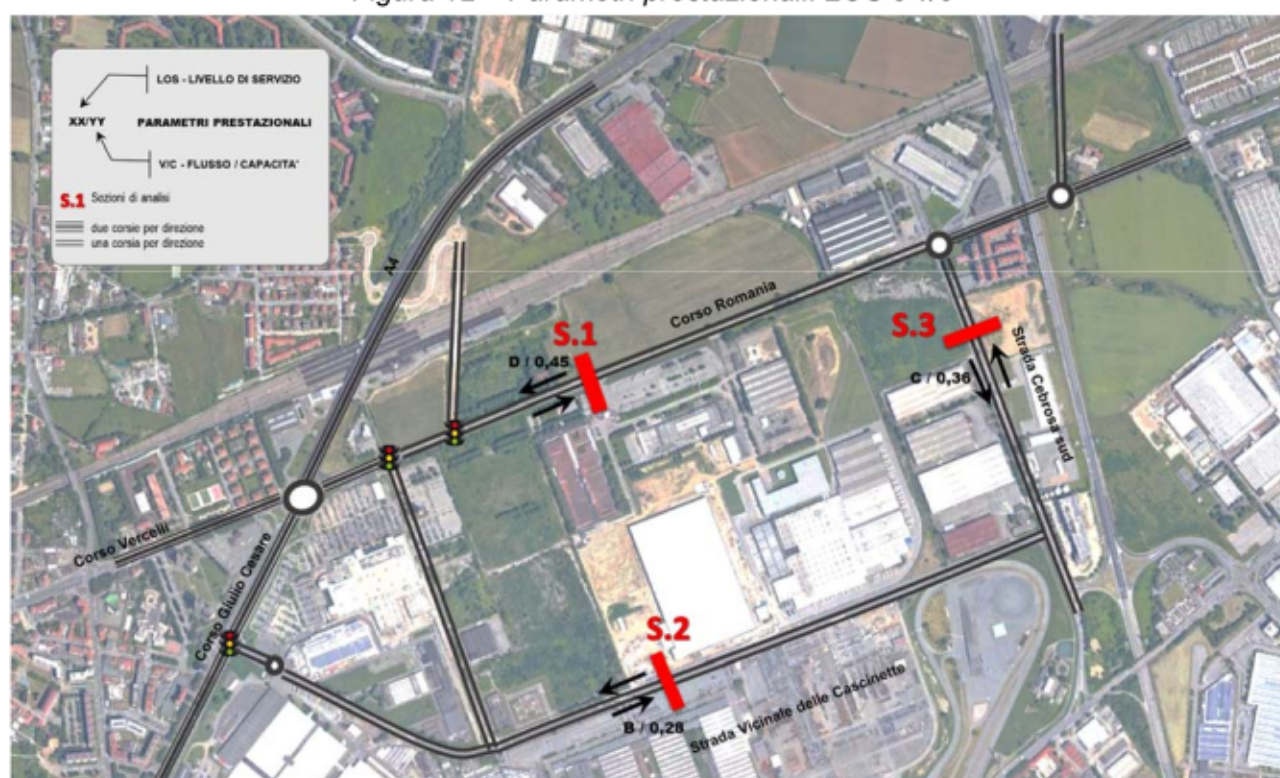 LOS - LIVELLO DI SERVIZIO
XX/YY PARAMETRI PRESTAZIONALI
V/C - FLUSSO / CAPACITA'
S.1 Sezioni di analisi
due corsie per direzione
una corsia per direzione
A4
Corso Romania
S.1
D / 0,45
S.3
C / 0,36
Strada Cebrosa sud
Corso Vercelli
Corso Giulio Cesare
S.2
B / 0,28
Strada Vicinale delle Cascinette